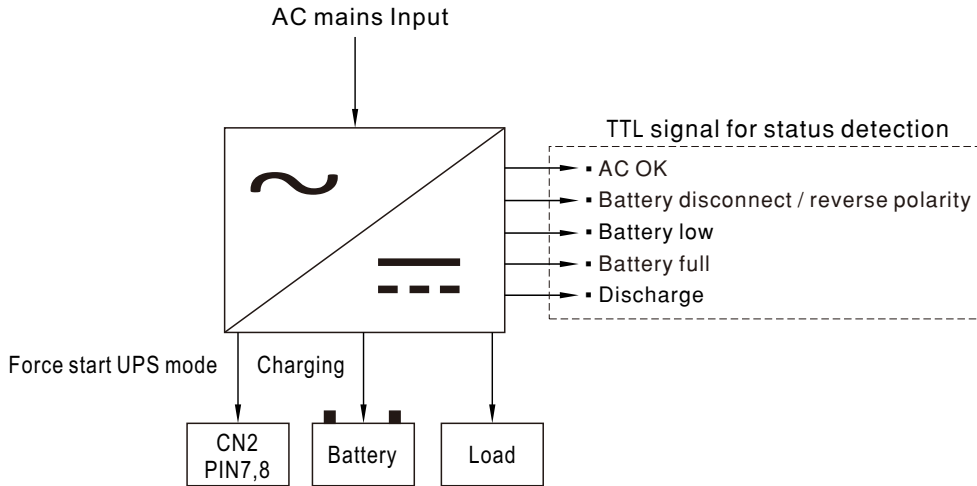 AC mains Input
TTL signal for status detection
▪ AC OK
▪ Battery disconnect / reverse polarity
▪ Battery low
▪ Battery full
▪ Discharge
Force start UPS mode
Charging
CN2
PIN7,8
Battery
Load